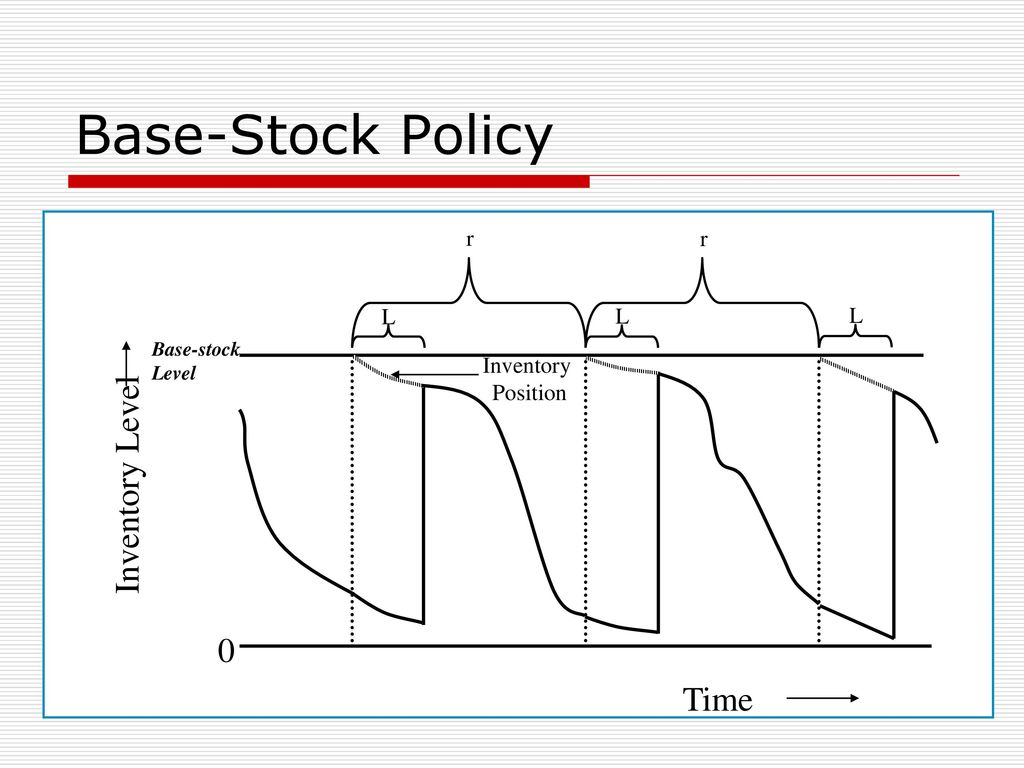 Base-Stock Policy
r
r
L
L
L
Base-stock
Level
Inventory
Position
Inventory Level
0
Time